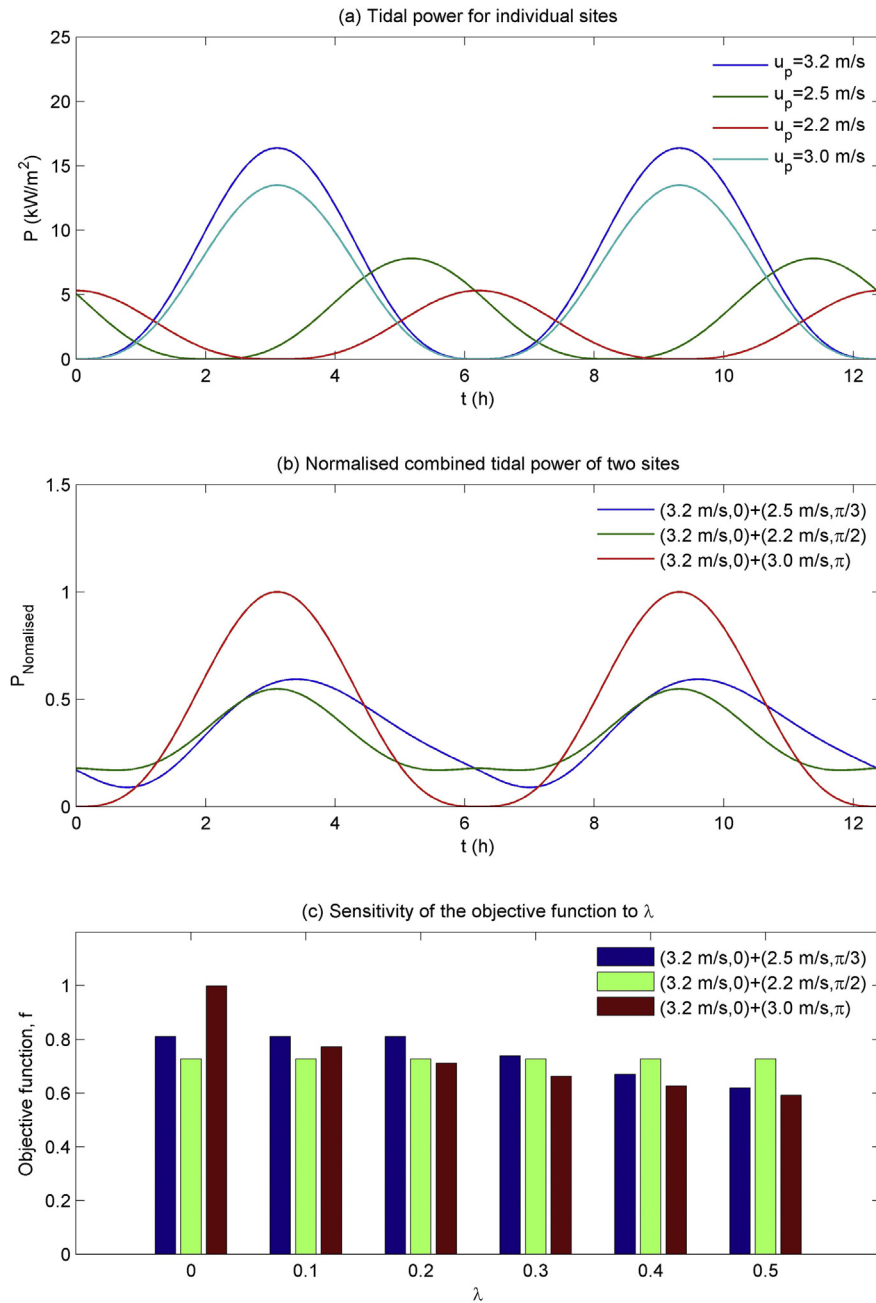 (a) Tidal power for individual sites
25
20
15
10
5
0
P (kW/m²)
u_p=3.2 m/s
u_p=2.5 m/s
u_p=2.2 m/s
u_p=3.0 m/s
0 2 4 6 8 10 12
t (h)
(b) Normalised combined tidal power of two sites
1.5
1
0.5
0
P_Normalised
(3.2 m/s,0)+(2.5 m/s,π/3)
(3.2 m/s,0)+(2.2 m/s,π/2)
(3.2 m/s,0)+(3.0 m/s,π)
0 2 4 6 8 10 12
t (h)
(c) Sensitivity of the objective function to λ
1
0.8
0.6
0.4
0.2
0
Objective function, f
(3.2 m/s,0)+(2.5 m/s,π/3)
(3.2 m/s,0)+(2.2 m/s,π/2)
(3.2 m/s,0)+(3.0 m/s,π)
0 0.1 0.2 0.3 0.4 0.5
λ